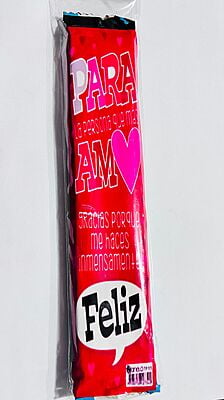 PARA
LA PERSONA QUE MÁS
AM
GRACIAS PORQUE
ME HACES
INMENSAMENTE
Feliz